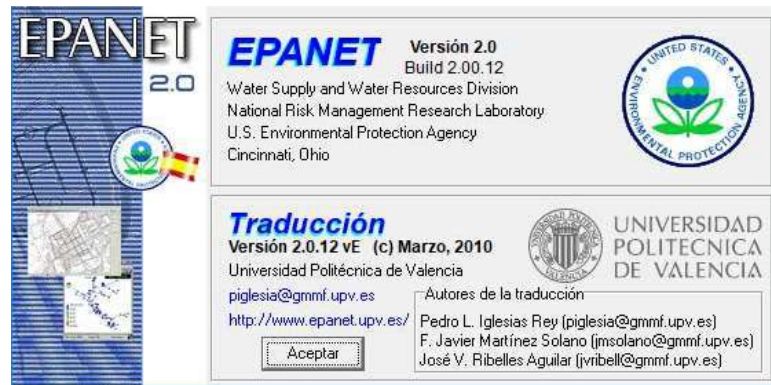 EPANET
2.0
EPANET Versión 2.0
Build 2.00.12
Water Supply and Water Resources Division
National Risk Management Research Laboratory
U.S. Environmental Protection Agency
Cincinnati, Ohio
UNITED STATES
ENVIRONMENTAL PROTECTION AGENCY
Traducción
Versión 2.0.12 vE (c) Marzo, 2010
Universidad Politécnica de Valencia
piglesia@gmmf.upv.es
http://www.epanet.upv.es/
Aceptar
UNIVERSIDAD
POLITECNICA
DE VALENCIA
Autores de la traducción
Pedro L. Iglesias Rey (piglesia@gmmf.upv.es)
F. Javier Martínez Solano (jmsolano@gmmf.upv.es)
José V. Ribelles Aguilar (jvribell@gmmf.upv.es)